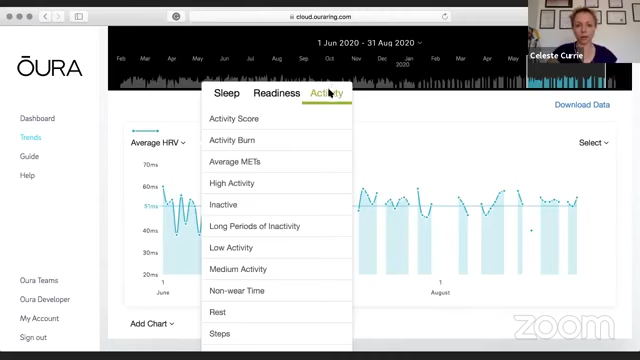 cloud.ouraring.com
Celeste Currie
ŌURA
1 Jun 2020 - 31 Aug 2020
Feb Mar Apr May Jun Jul Aug Sep Oct Nov Dec Jan Feb Mar Apr May
2020
Download Data
Dashboard
Trends
Guide
Help
Oura Teams
Oura Developer
My Account
Sign out
Average HRV
Select
70ms
60ms
51ms
40ms
30ms
20ms
1
June
1
August
Add Chart
Sleep Readiness Activity
Activity Score
Activity Burn
Average METs
High Activity
Inactive
Long Periods of Inactivity
Low Activity
Medium Activity
Non-wear Time
Rest
Steps
zoom